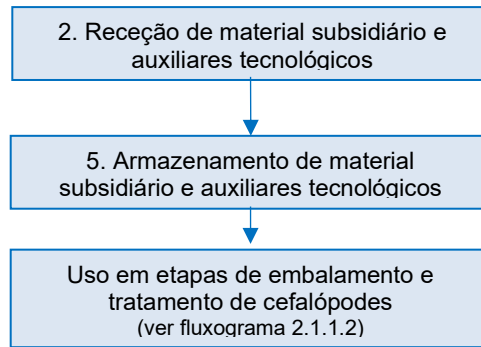 2. Receção de material subsidiário e
auxiliares tecnológicos
5. Armazenamento de material
subsidiário e auxiliares tecnológicos
Uso em etapas de embalamento e
tratamento de cefalópodes
(ver fluxograma 2.1.1.2)